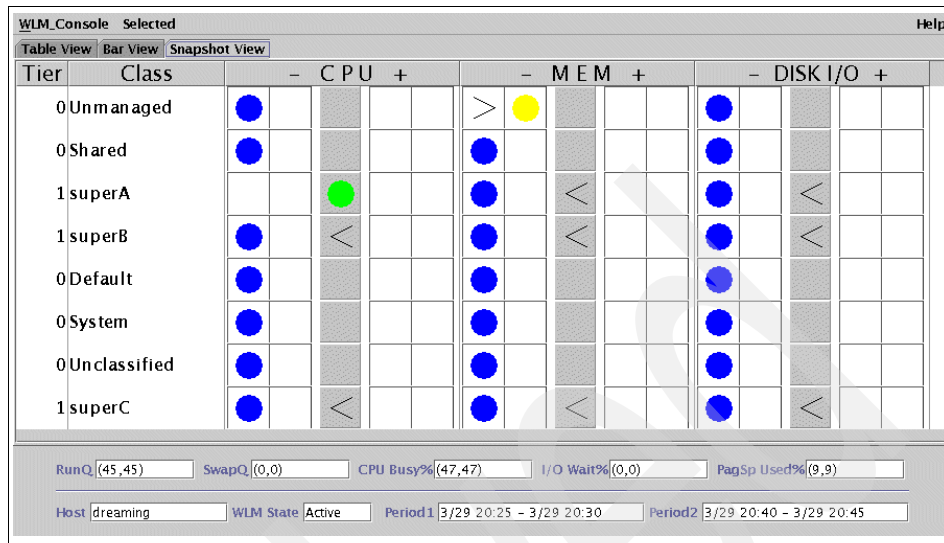 WLM_Console Selected Help
Table View Bar View Snapshot View
Tier Class - CPU + - MEM + - DISK I/O +
0 Unmanaged >
0 Shared
1 superA < <
1 superB < <
0 Default
0 System
0 Unclassified
1 superC < < <
RunQ (45,45) SwapQ (0,0) CPU Busy% (47,47) I/O Wait% (0,0) PagSp Used% (9,9)
Host dreaming WLM State Active Period1 3/29 20:25 – 3/29 20:30 Period2 3/29 20:40 – 3/29 20:45